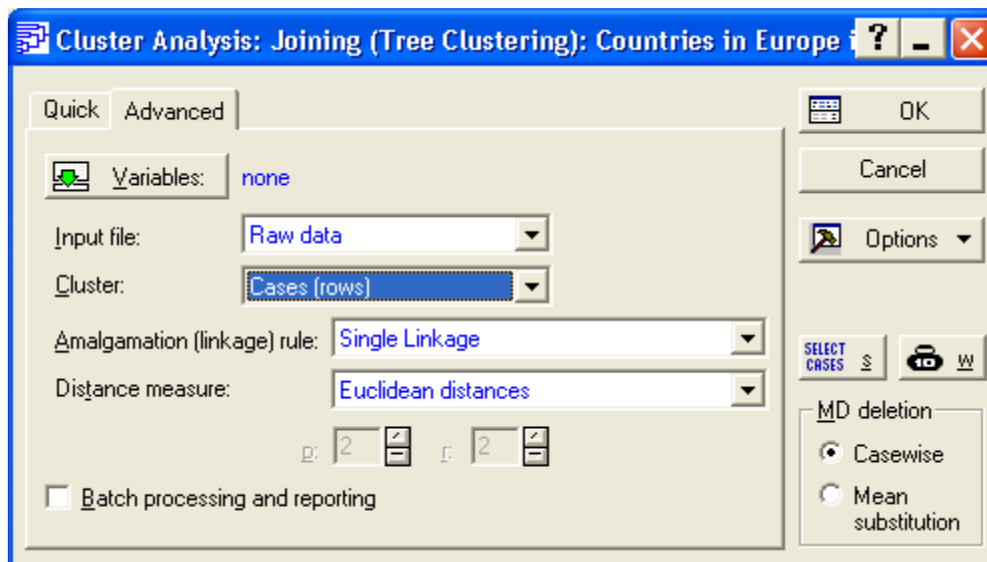 Cluster Analysis: Joining (Tree Clustering): Countries in Europe i
?
Quick Advanced
Variables: none
Input file: Raw data
Cluster: Cases (rows)
Amalgamation (linkage) rule: Single Linkage
Distance measure: Euclidean distances
p: 2 r: 2
Batch processing and reporting
OK
Cancel
Options
SELECT
CASES S
10 W
MD deletion
Casewise
Mean
substitution